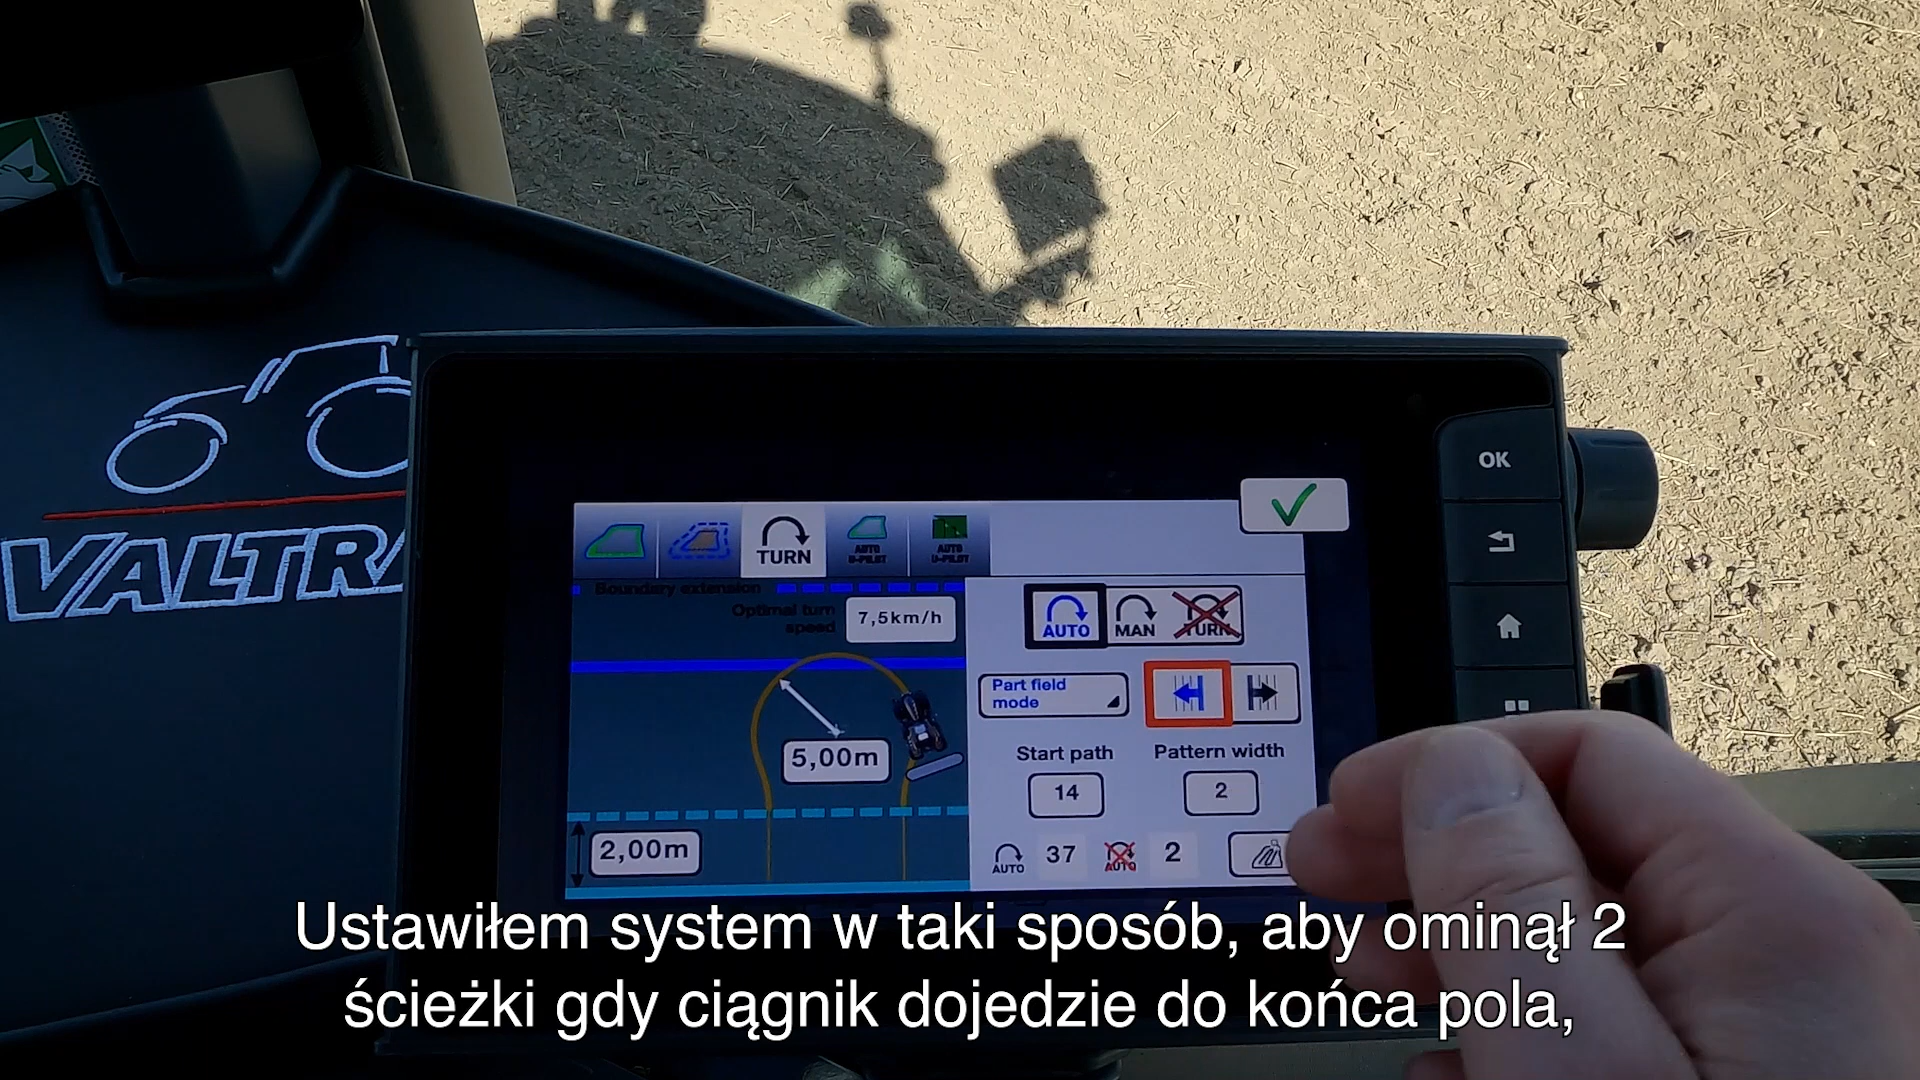 OK
TURN
AUTO
U-PILOT
AUTO
U-PILOT
Boundary extension
Optimal turn
speed
7,5km/h
AUTO
MAN
TURN
VALTRA
Part field
mode
5,00m
Start path
Pattern width
14
2
2,00m
AUTO
37
AUTO
2
Ustawiłem system w taki sposób, aby ominął 2
ścieżki gdy ciągnik dojedzie do końca pola,